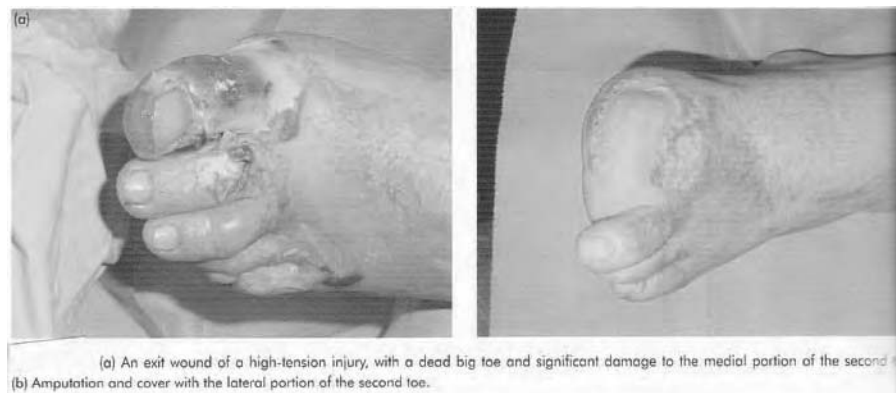 (a)
(a) An exit wound of a high-tension injury, with a dead big toe and significant damage to the medial portion of the second
(b) Amputation and cover with the lateral portion of the second toe.